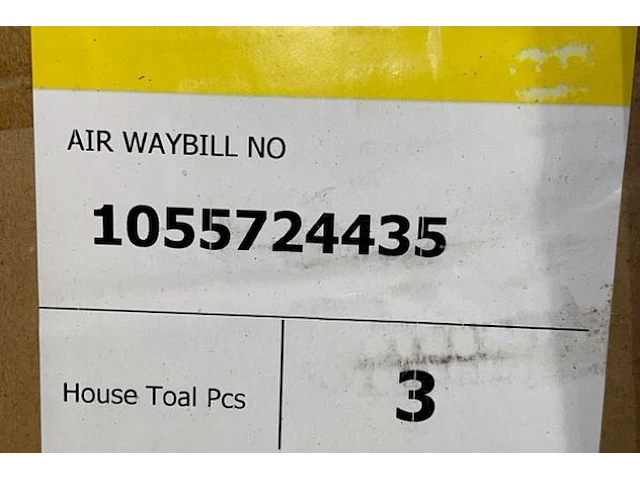 AIR WAYBILL NO
1055724435
House Toal Pcs
3